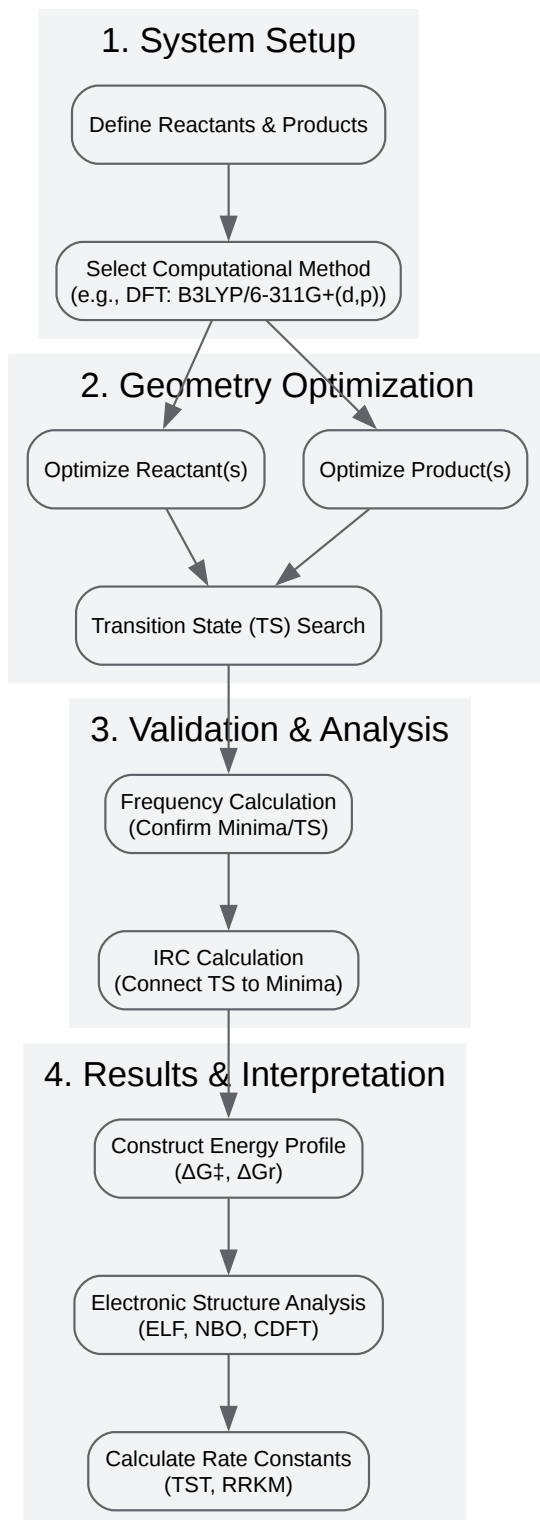 1. System Setup
Define Reactants & Products
Select Computational Method
(e.g., DFT: B3LYP/6-311G+(d,p))
2. Geometry Optimization
Optimize Reactant(s)
Optimize Product(s)
Transition State (TS) Search
3. Validation & Analysis
Frequency Calculation
(Confirm Minima/TS)
IRC Calculation
(Connect TS to Minima)
4. Results & Interpretation
Construct Energy Profile
(ΔG‡, ΔGr)
Electronic Structure Analysis
(ELF, NBO, CDFT)
Calculate Rate Constants
(TST, RRKM)